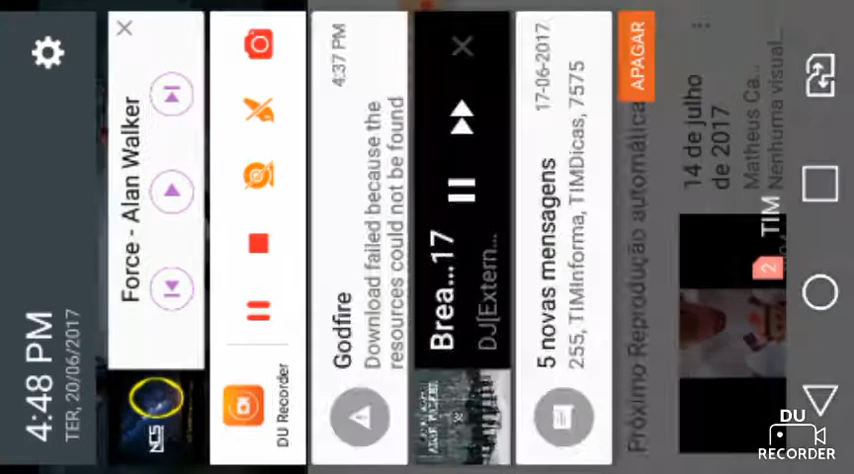 4:48 PM
TER, 20/06/2017
NCS
Force - Alan Walker
DU Recorder
Godfire
4:37 PM
Download failed because the
resources could not be found
Brea...17
DJ[Extern...
5 novas mensagens
17-06-2017
255, TIMInforma, TIMDicas, 7575
APAGAR
Próximo Reprodução automática
14 de julho
de 2017
Matheus Ca...
Nenhuma visual...
2
TIM
DU
RECORDER